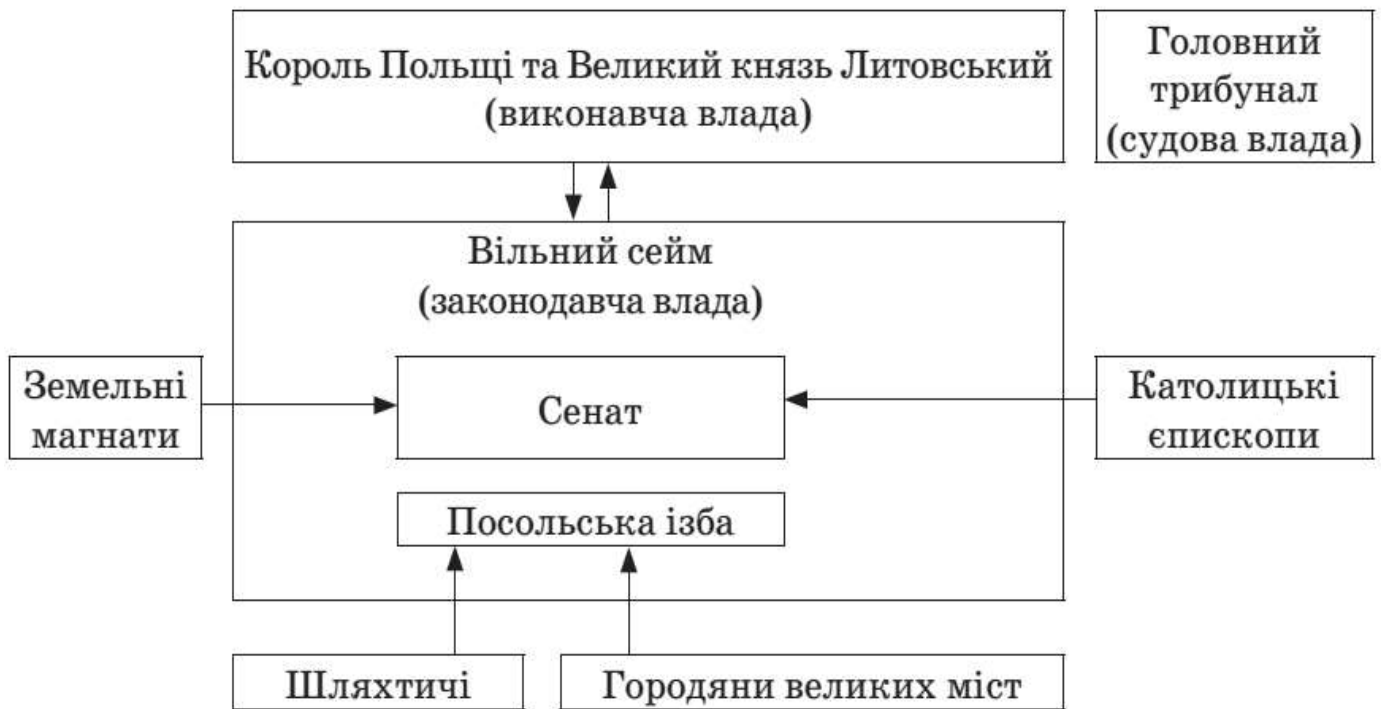 Король Польщі та Великий князь Литовський
(виконавча влада)
Головний
трибунал
(судова влада)
Вільний сейм
(законодавча влада)
Земельні
магнати
Сенат
Католицькі
єпископи
Посольська ізба
Шляхтичі
Городяни великих міст